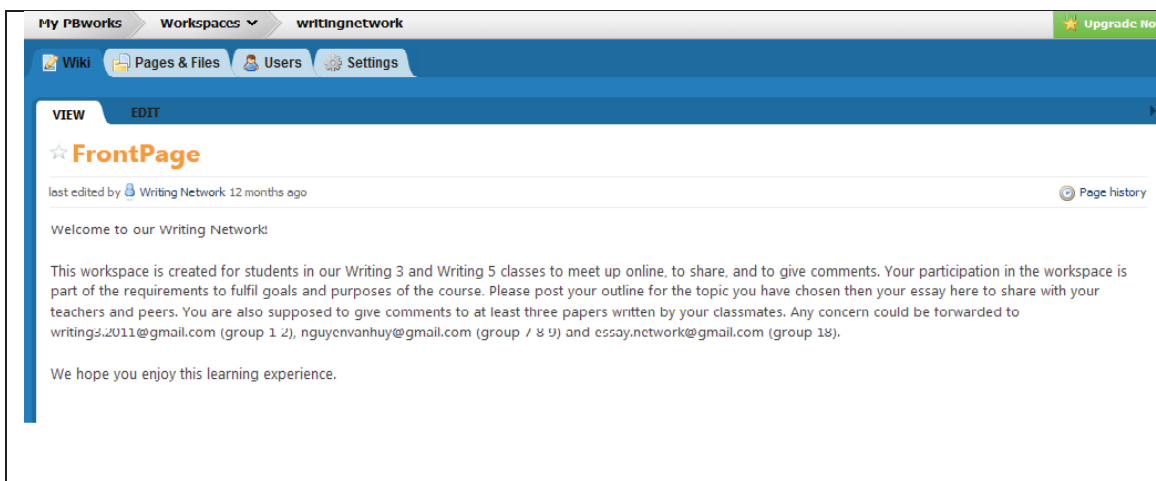 My PBworks Workspaces writingnetwork Upgrade No
Wiki Pages & Files Users Settings
VIEW EDIT
FrontPage
last edited by Writing Network 12 months ago Page history
Welcome to our Writing Network!
This workspace is created for students in our Writing 3 and Writing 5 classes to meet up online, to share, and to give comments. Your participation in the workspace is
part of the requirements to fulfil goals and purposes of the course. Please post your outline for the topic you have chosen then your essay here to share with your
teachers and peers. You are also supposed to give comments to at least three papers written by your classmates. Any concern could be forwarded to
writing3.2011@gmail.com (group 1 2), nguyenvanhuy@gmail.com (group 7 8 9) and essay.network@gmail.com (group 18).
We hope you enjoy this learning experience.